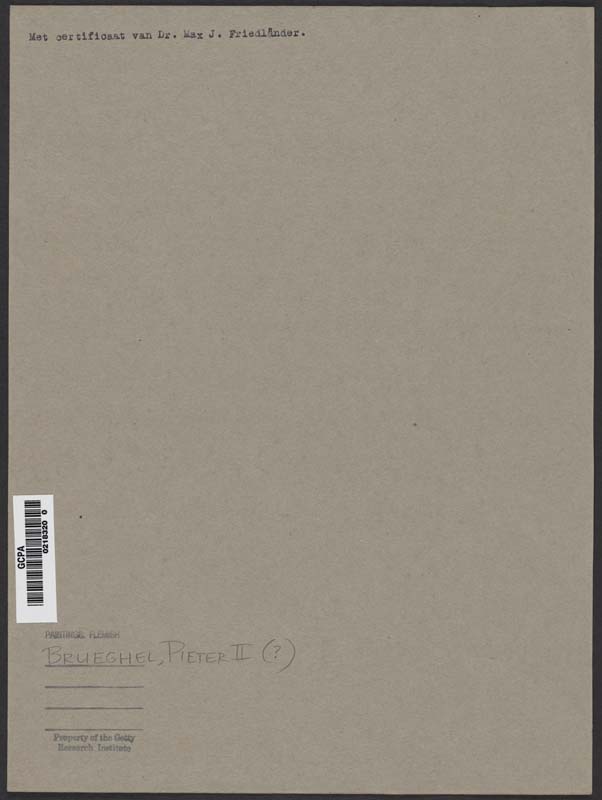 Met certificaat van Dr. Max J. Friedländer.
GCPA
0218320 0
PAINTINGS, FLEMISH
BRUEGHEL, PIETER II (?)
Property of the Getty
Research Institute